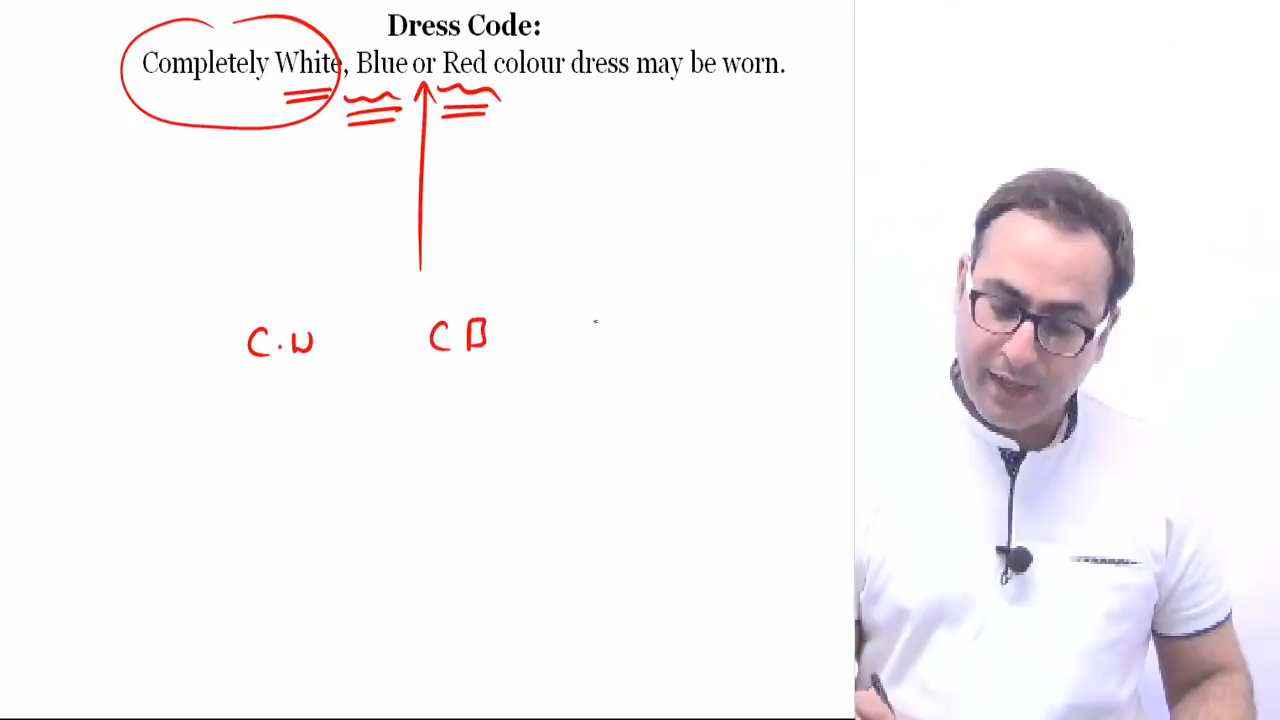 Dress Code:
Completely White, Blue or Red colour dress may be worn.
C.W CB